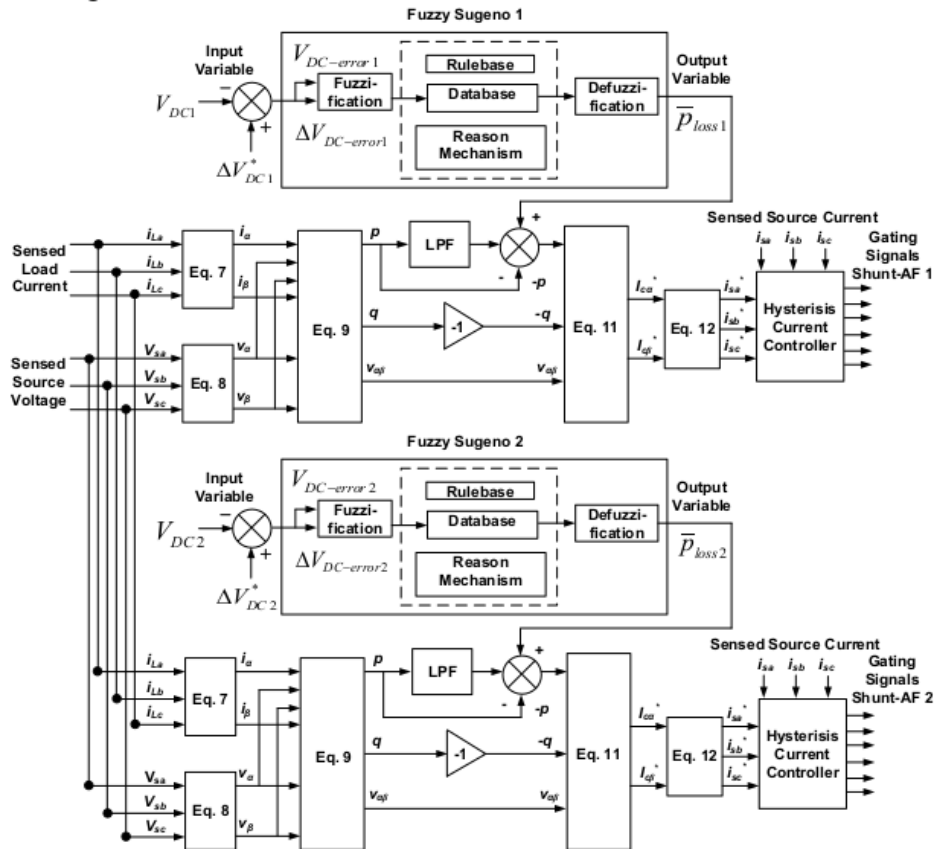 Fuzzy Sugeno 1
Input Variable
V_DC1
−
+
ΔV*_DC1
V_DC-error1
ΔV_DC-error1
Fuzzi-fication
Rulebase
Database
Reason Mechanism
Defuzzi-fication
Output Variable
p̅_loss1
Sensed Load Current
i_La
i_Lb
i_Lc
Eq. 7
i_α
i_β
Sensed Source Voltage
V_sa
V_sb
V_sc
Eq. 8
v_α
v_β
Eq. 9
p
LPF
+
-
-p
q
-1
-q
v_αβ
v_αβ
Eq. 11
I_cα*
I_cβ*
Eq. 12
i_sa*
i_sb*
i_sc*
Sensed Source Current
i_sa
i_sb
i_sc
Hysterisis Current Controller
Gating Signals Shunt-AF 1
Fuzzy Sugeno 2
Input Variable
V_DC2
−
+
ΔV*_DC2
V_DC-error2
ΔV_DC-error2
Fuzzi-fication
Rulebase
Database
Reason Mechanism
Defuzzi-fication
Output Variable
p̅_loss2
i_La
i_Lb
i_Lc
Eq. 7
i_α
i_β
V_sa
V_sb
V_sc
Eq. 8
v_α
v_β
Eq. 9
p
LPF
+
-
-p
q
-1
-q
v_αβ
v_αβ
Eq. 11
I_cα*
I_cβ*
Eq. 12
i_sa*
i_sb*
i_sc*
Sensed Source Current
i_sa
i_sb
i_sc
Hysterisis Current Controller
Gating Signals Shunt-AF 2